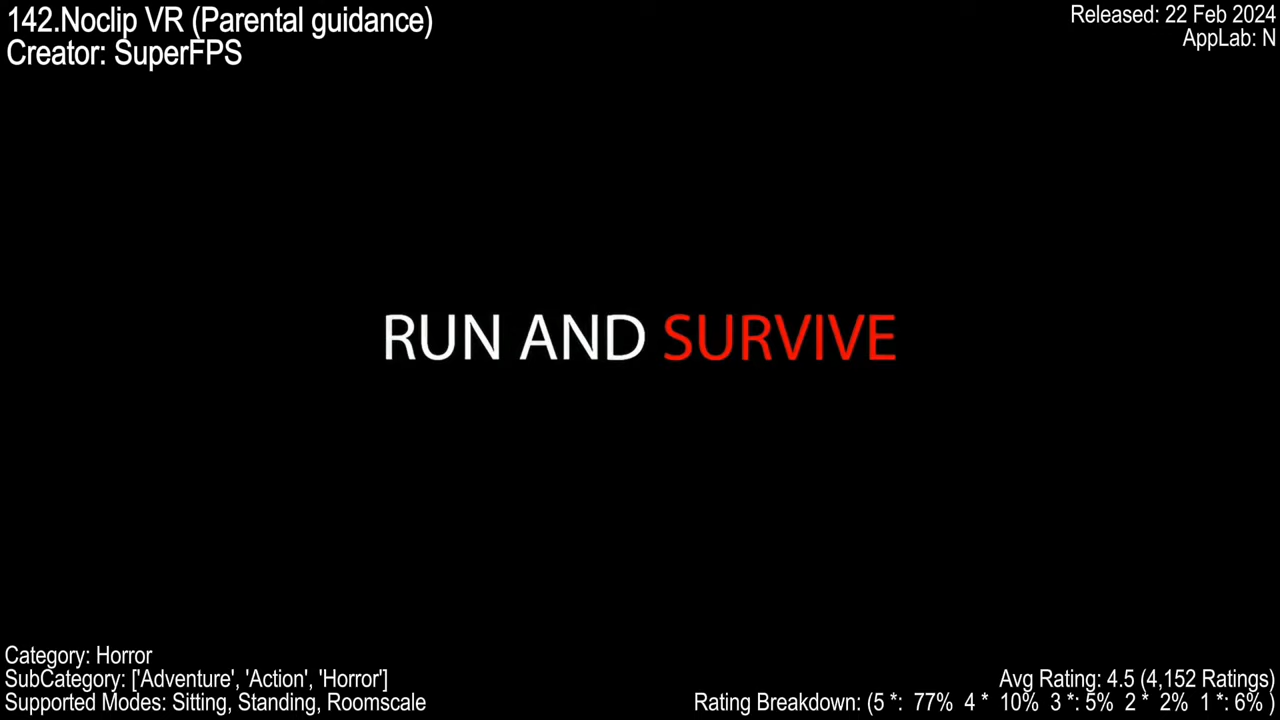 142.Noclip VR (Parental guidance)
Creator: SuperFPS
Released: 22 Feb 2024
AppLab: N
RUN AND SURVIVE
Category: Horror
SubCategory: ['Adventure', 'Action', 'Horror']
Supported Modes: Sitting, Standing, Roomscale
Avg Rating: 4.5 (4,152 Ratings)
Rating Breakdown: (5 *: 77% 4 * 10% 3 *: 5% 2 * 2% 1 *: 6% )